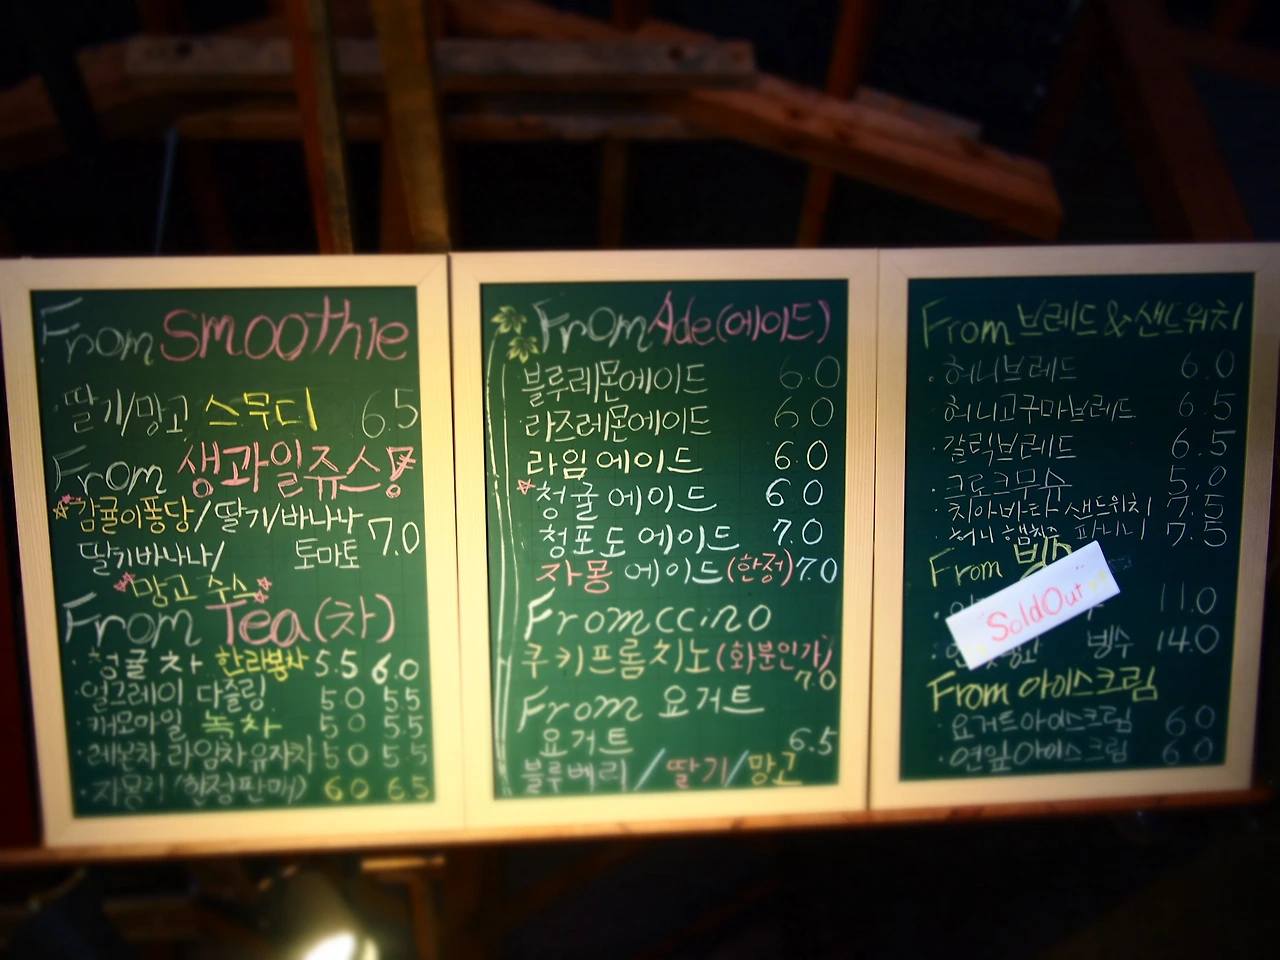 From Smoothie
·딸기/망고 스무디 6.5
From 생과일쥬스!
감귤이퐁당/딸기/바나나 7.0
딸기바나나/ 토마토
망고 주스
From Tea(차)
·청귤차 한라봉차 5.5 6.0
·얼그레이 다즐링 5.0 5.5
·캐모마일 녹차 5.0 5.5
·레몬차 라임차 유자차 5.0 5.5
·자몽차 (한정판매) 6.0 6.5
From Ade(에이드)
블루레몬에이드 6.0
라즈레몬에이드 6.0
라임에이드 6.0
청귤에이드 6.0
청포도에이드 7.0
자몽에이드(한정) 7.0
From ccino
쿠키프롬치노(화분인가)
7.0
From 요거트
요거트 6.5
블루베리/딸기/망고
From 브레드&샌드위치
·허니브레드 6.0
·허니고구마브레드 6.5
·갈릭브레드 6.5
·크로크무슈 5.0
·치아바타 샌드위치 7.5
·허니햄치즈 파니니 7.5
From 빙수
11.0
SoldOut
빙수 14.0
From 아이스크림
·요거트아이스크림 6.0
·연잎아이스크림 6.0